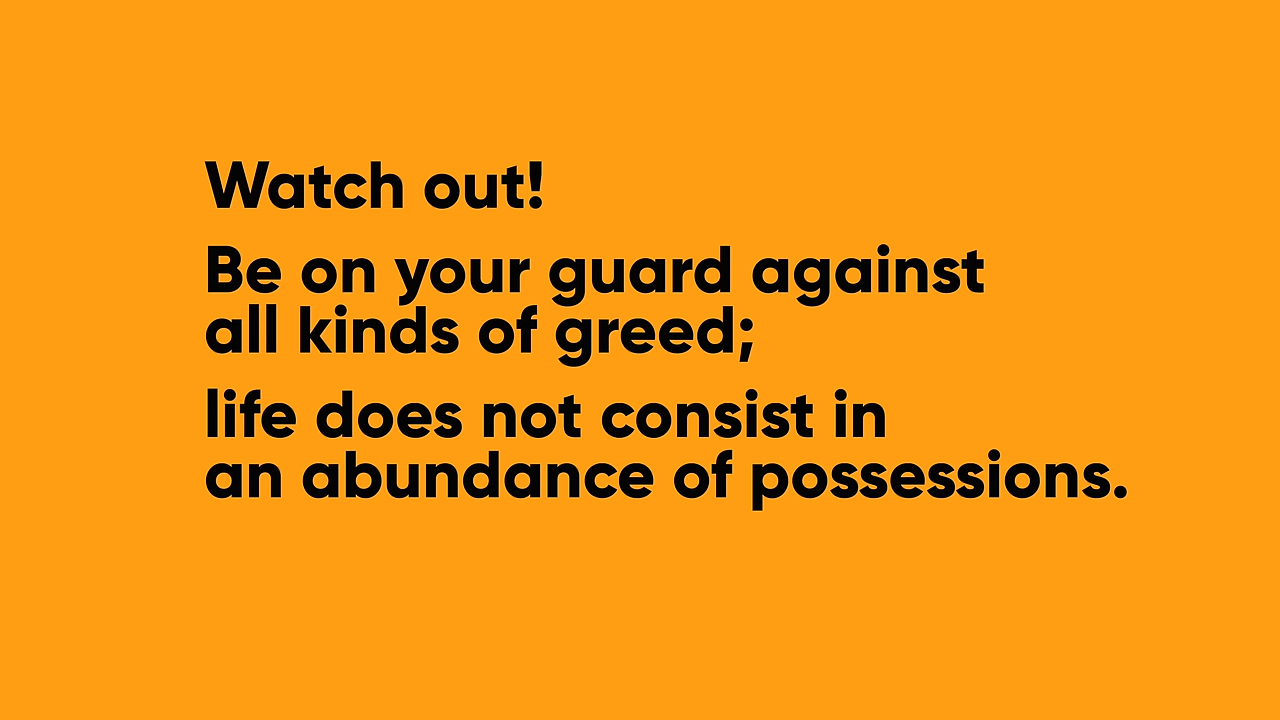 Watch out!
Be on your guard against
all kinds of greed;
life does not consist in
an abundance of possessions.